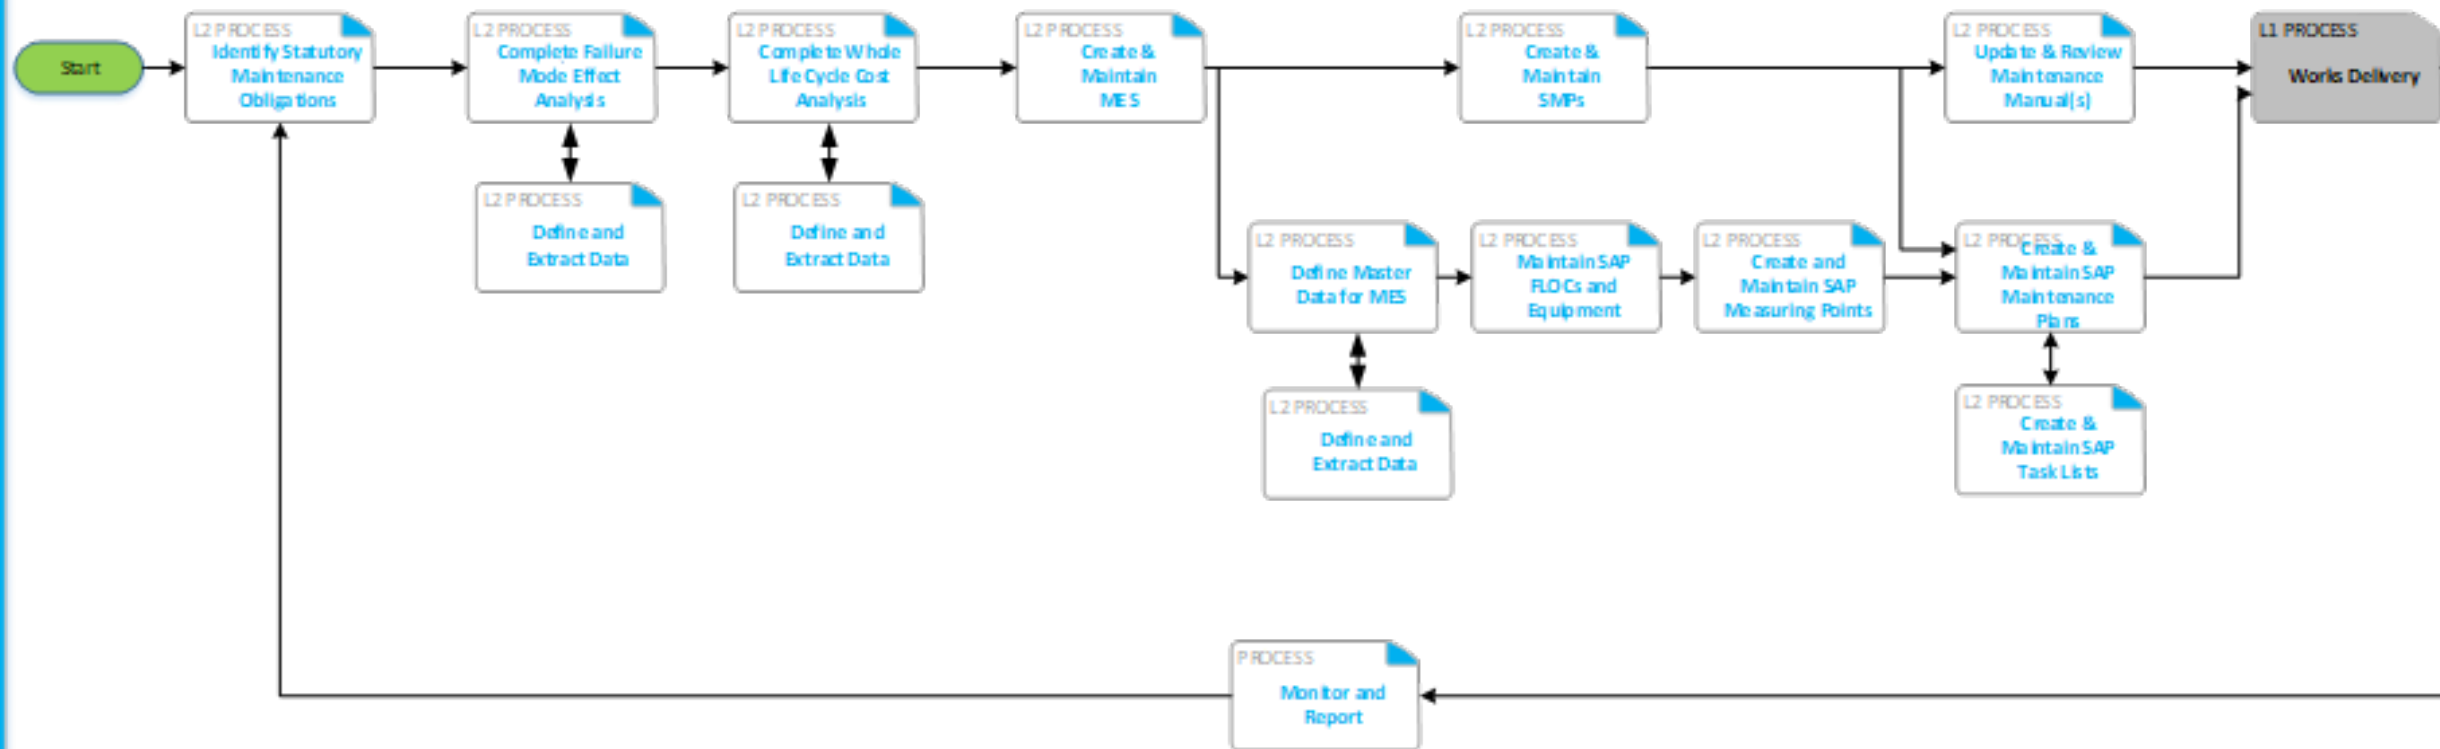 Start
L2 PROCESS
Identify Statutory
Maintenance
Obligations
L2 PROCESS
Complete Failure
Mode Effect
Analysis
L2 PROCESS
Complete Whole
Life Cycle Cost
Analysis
L2 PROCESS
Create &
Maintain
MES
L2 PROCESS
Create &
Maintain
SMPs
L2 PROCESS
Update & Review
Maintenance
Manual(s)
L1 PROCESS
Works Delivery
L2 PROCESS
Define and
Extract Data
L2 PROCESS
Define and
Extract Data
L2 PROCESS
Define Master
Data for MES
L2 PROCESS
Maintain SAP
FLOCs and
Equipment
L2 PROCESS
Create and
Maintain SAP
Measuring Points
L2 PROCESS
Create &
Maintain SAP
Maintenance
Plans
L2 PROCESS
Define and
Extract Data
L2 PROCESS
Create &
Maintain SAP
Task Lists
PROCESS
Monitor and
Report